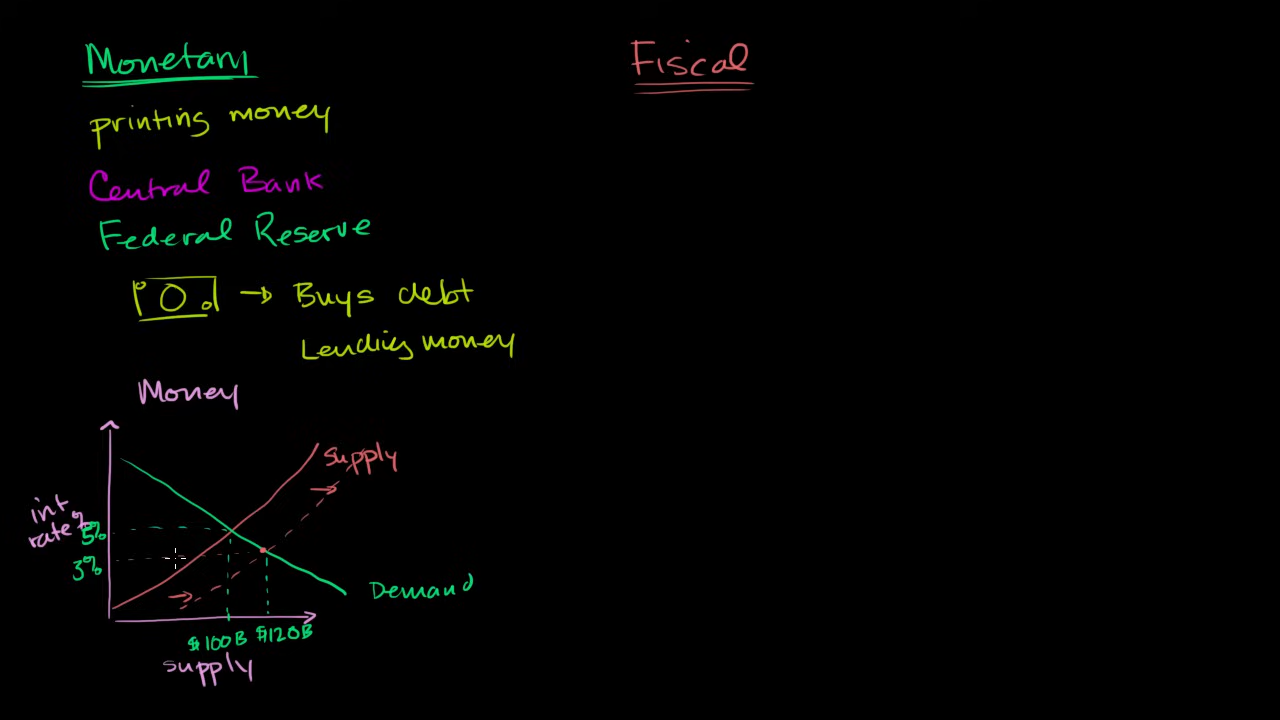 Monetary
Fiscal
printing money
Central Bank
Federal Reserve
→ Buys debt
Lending money
Money
supply
int rate %
5%
3%
Demand
$100B $120B
supply